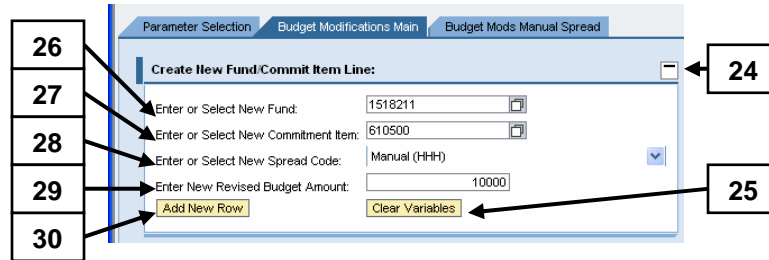 Parameter Selection Budget Modifications Main Budget Mods Manual Spread
26
Create New Fund/Commit Item Line:
24
27
Enter or Select New Fund: 1518211
Enter or Select New Commitment Item: 610500
28
Enter or Select New Spread Code: Manual (HHH)
29
Enter New Revised Budget Amount: 10000
25
Add New Row Clear Variables
30